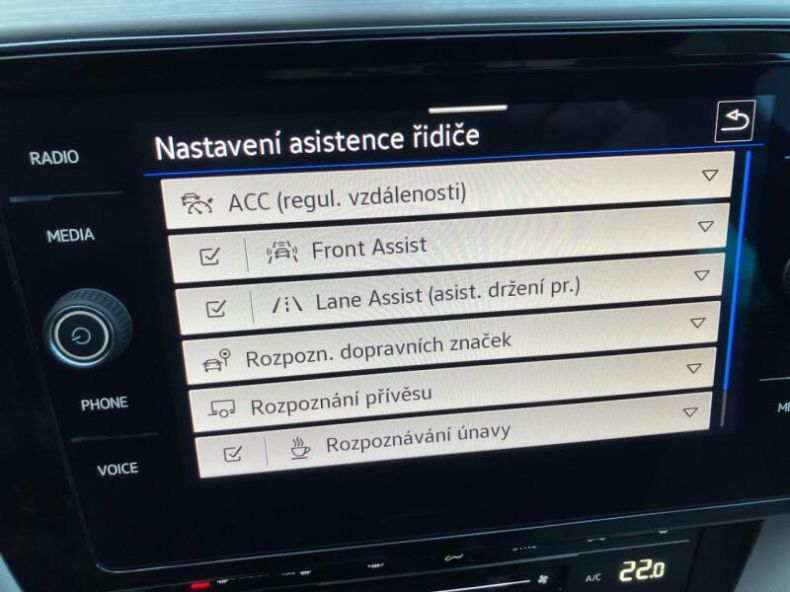 Nastavení asistence řidiče
RADIO
MEDIA
PHONE
VOICE
ACC (regul. vzdálenosti)
Front Assist
Lane Assist (asist. držení pr.)
Rozpozn. dopravních značek
Rozpoznání přívěsu
Rozpoznávání únavy
A/C 22.0